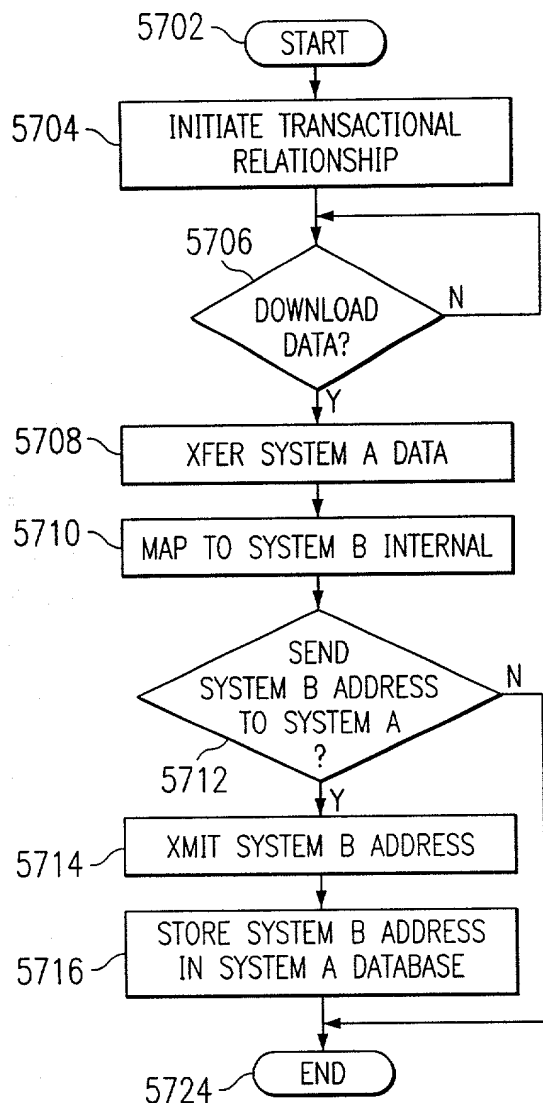 5702
START
5704
INITIATE TRANSACTIONAL
RELATIONSHIP
5706
DOWNLOAD
DATA?
N
Y
5708
XFER SYSTEM A DATA
5710
MAP TO SYSTEM B INTERNAL
SEND
SYSTEM B ADDRESS
TO SYSTEM A
?
N
5712
Y
5714
XMIT SYSTEM B ADDRESS
5716
STORE SYSTEM B ADDRESS
IN SYSTEM A DATABASE
END
5724